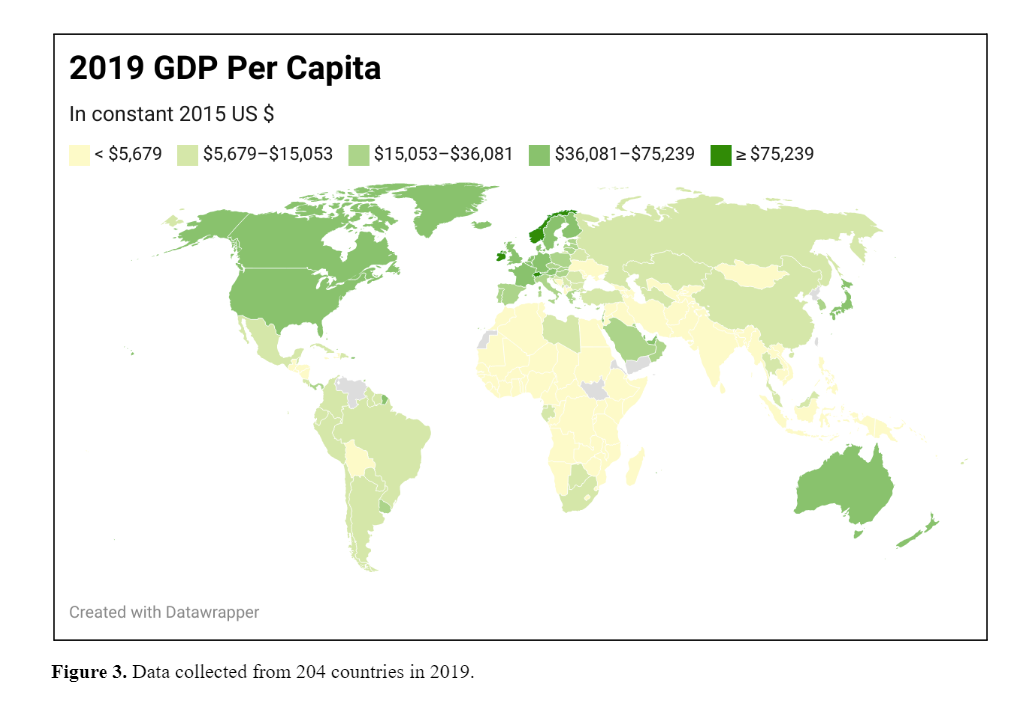 2019 GDP Per Capita
In constant 2015 US $
< $5,679 $5,679–$15,053 $15,053–$36,081 $36,081–$75,239 ≥ $75,239
Created with Datawrapper
Figure 3. Data collected from 204 countries in 2019.